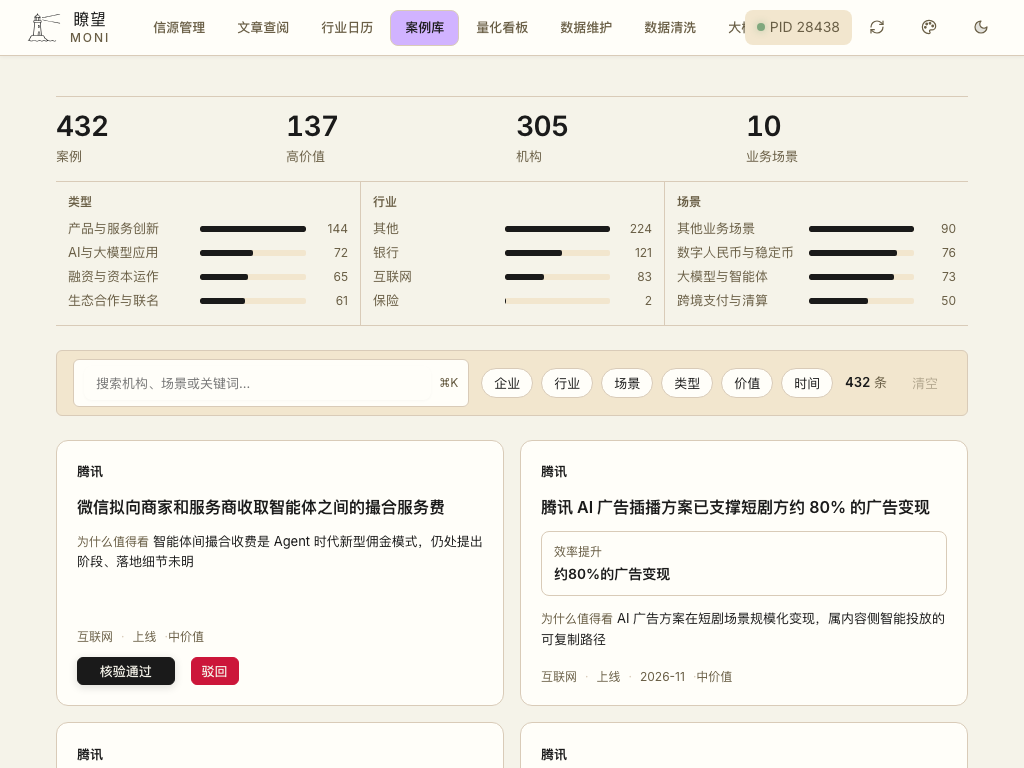 瞭望
MONI
信源管理
文章查阅
行业日历
案例库
量化看板
数据维护
数据清洗
PID 28438
432
案例
137
高价值
305
机构
10
业务场景
类型
产品与服务创新 144
AI与大模型应用 72
融资与资本运作 65
生态合作与联名 61
行业
其他 224
银行 121
互联网 83
保险 2
场景
其他业务场景 90
数字人民币与稳定币 76
大模型与智能体 73
跨境支付与清算 50
搜索机构、场景或关键词... ⌘K
企业
行业
场景
类型
价值
时间
432 条
清空
腾讯
微信拟向商家和服务商收取智能体之间的撮合服务费
为什么值得看 智能体间撮合收费是 Agent 时代新型佣金模式，仍处提出
阶段、落地细节未明
互联网 · 上线 ·中价值
核验通过
驳回
腾讯
腾讯 AI 广告插播方案已支撑短剧方约 80% 的广告变现
效率提升
约80%的广告变现
为什么值得看 AI 广告方案在短剧场景规模化变现，属内容侧智能投放的
可复制路径
互联网 · 上线 · 2026-11 ·中价值
腾讯
腾讯